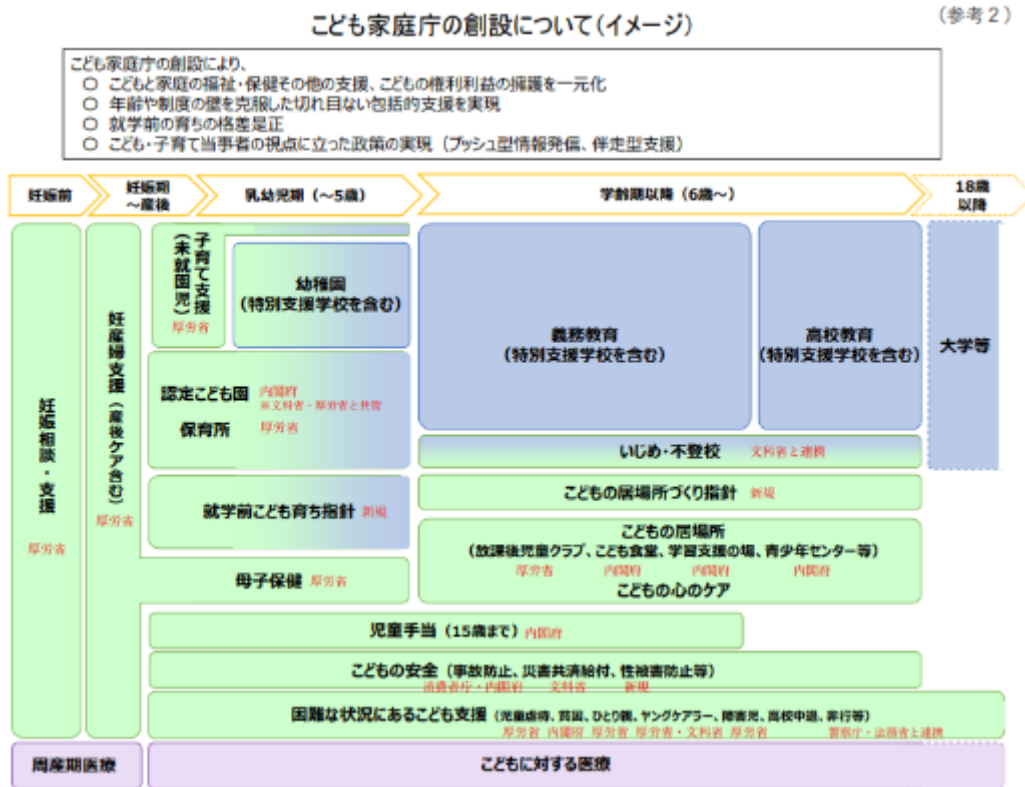 (参考2)
こども家庭庁の創設について(イメージ)
こども家庭庁の創設により、
○ こどもと家庭の福祉・保健その他の支援、こどもの権利利益の擁護を一元化
○ 年齢や制度の壁を克服した切れ目ない包括的支援を実現
○ 就学前の育ちの格差是正
○ こども・子育て当事者の視点に立った政策の実現(プッシュ型情報発信、伴走型支援)
妊娠前
妊娠期
~産後
乳幼児期(~5歳)
学齢期以降(6歳~)
18歳
以降
妊娠相談・支援
厚労省
妊産婦支援(産後ケア含む)
厚労省
子育て支援
(未就園児)
厚労省
幼稚園
(特別支援学校を含む)
認定こども園 内閣府
※文科省・厚労省と共管
保育所 厚労省
就学前こども育ち指針 新規
母子保健 厚労省
義務教育
(特別支援学校を含む)
高校教育
(特別支援学校を含む)
大学等
いじめ・不登校 文科省と連携
こどもの居場所づくり指針 新規
こどもの居場所
(放課後児童クラブ、こども食堂、学習支援の場、青少年センター等)
厚労省 内閣府 内閣府 内閣府
こどもの心のケア
児童手当(15歳まで) 内閣府
こどもの安全(事故防止、災害共済給付、性被害防止等)
消費者庁・内閣府 文科省 新規
困難な状況にあるこども支援(児童虐待、貧困、ひとり親、ヤングケアラー、障害児、高校中退、非行等)
厚労省 内閣府 厚労省 厚労省・文科省 厚労省 警察庁・法務省と連携
周産期医療
こどもに対する医療